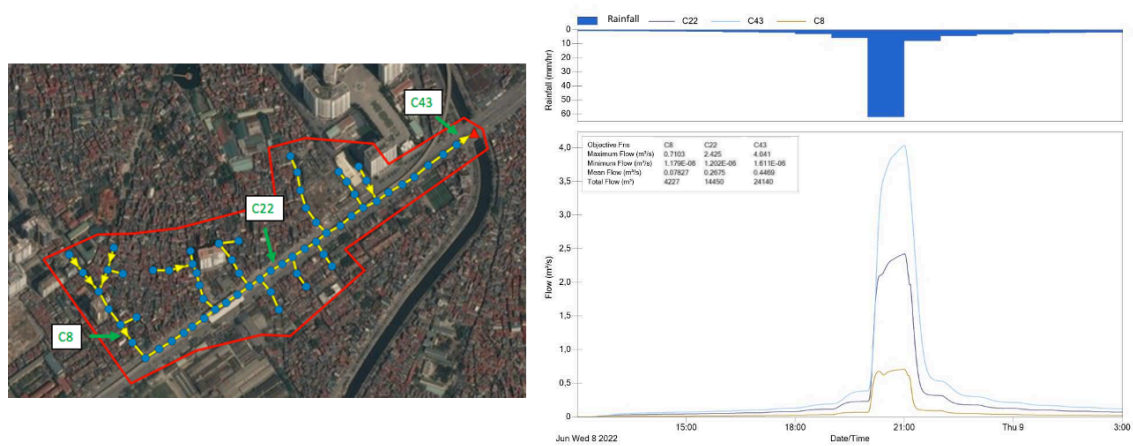 C43
C22
C8
Rainfall C22 C43 C8
0
10
20
30
40
50
60
Rainfall (mm/hr)
Objective Fns C8 C22 C43
Maximum Flow (m³/s) 0.7103 2.425 4.041
Minimum Flow (m³/s) 1.179E-06 1.202E-06 1.611E-06
Mean Flow (m³/s) 0.07827 0.2675 0.4469
Total Flow (m³) 4227 14450 24140
4,0
3,5
3,0
2,5
2,0
1,5
1,0
0,5
0
Flow (m³/s)
15:00 18:00 21:00 Thu 9 3:00
Jun Wed 8 2022
Date/Time